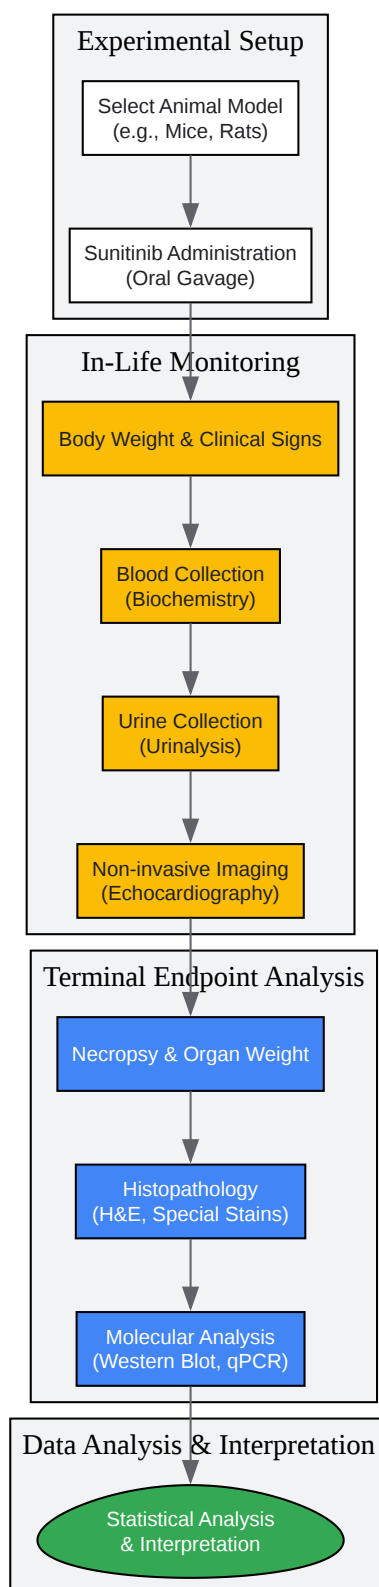 Experimental Setup
Select Animal Model
(e.g., Mice, Rats)
Sunitinib Administration
(Oral Gavage)
In-Life Monitoring
Body Weight & Clinical Signs
Blood Collection
(Biochemistry)
Urine Collection
(Urinalysis)
Non-invasive Imaging
(Echocardiography)
Terminal Endpoint Analysis
Necropsy & Organ Weight
Histopathology
(H&E, Special Stains)
Molecular Analysis
(Western Blot, qPCR)
Data Analysis & Interpretation
Statistical Analysis
& Interpretation